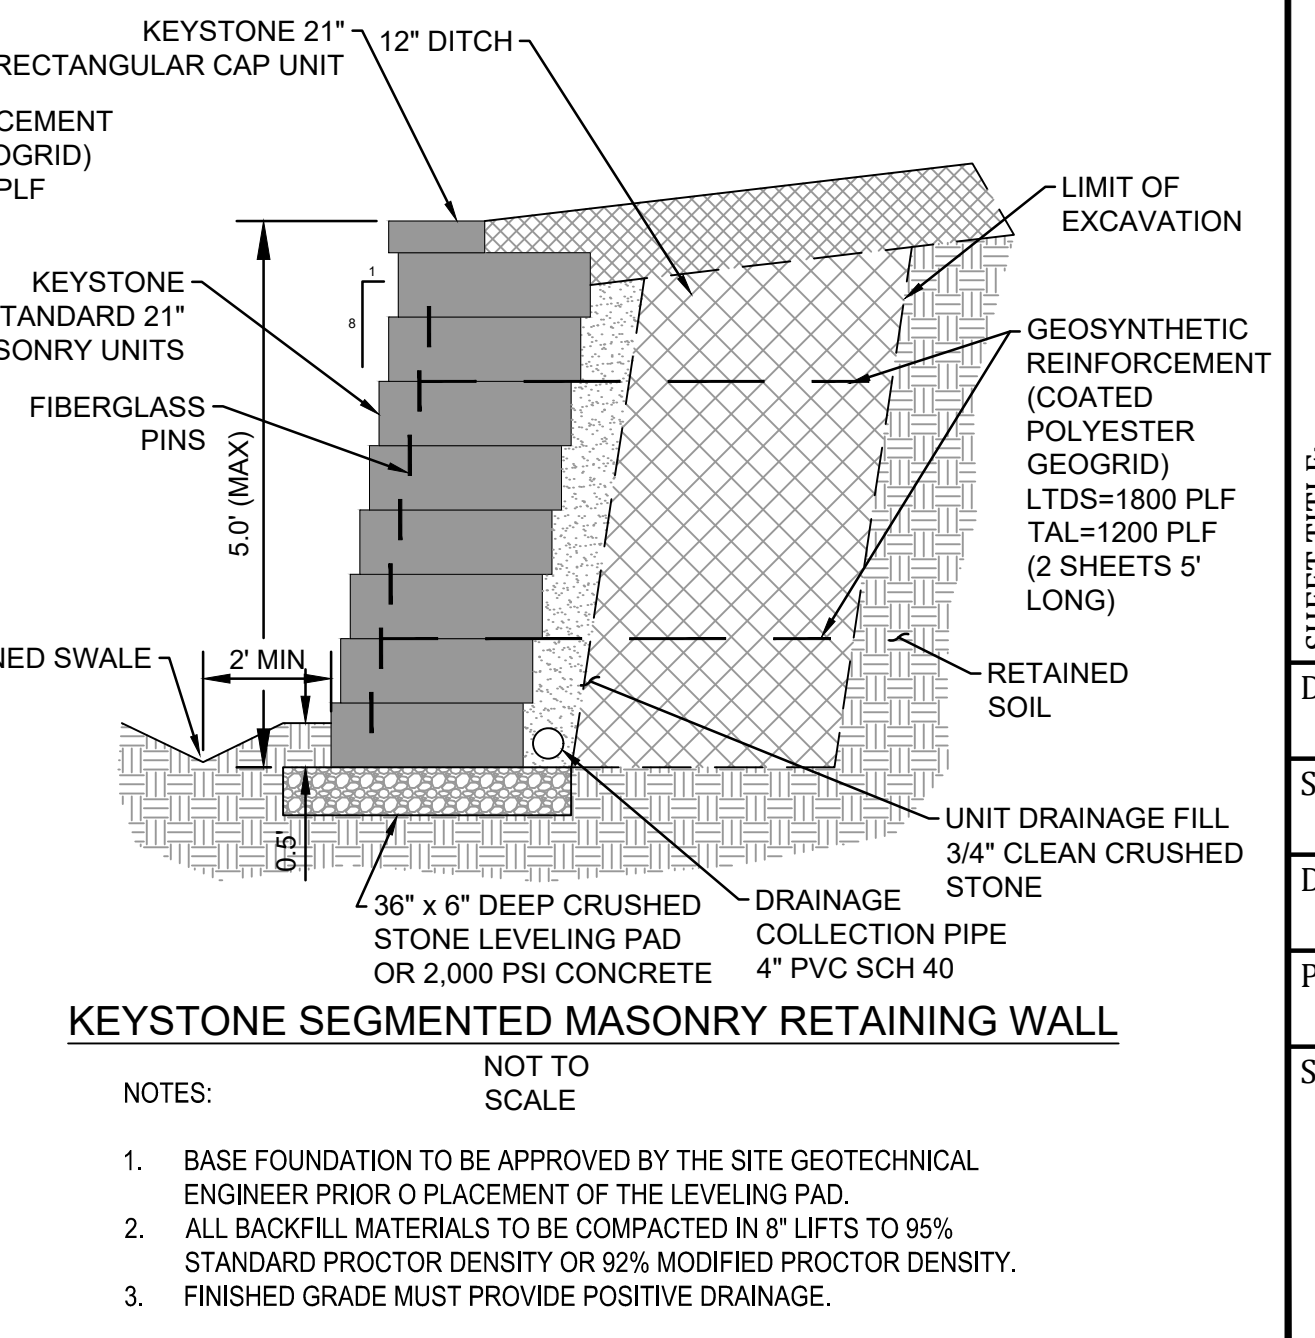 KEYSTONE 21"
RECTANGULAR CAP UNIT
12" DITCH
CEMENT
OGRID)
PLF
LIMIT OF
EXCAVATION
1
8
KEYSTONE
TANDARD 21"
SONRY UNITS
FIBERGLASS
PINS
5.0' (MAX)
GEOSYNTHETIC
REINFORCEMENT
(COATED
POLYESTER
GEOGRID)
LTDS=1800 PLF
TAL=1200 PLF
(2 SHEETS 5'
LONG)
NED SWALE
2' MIN
RETAINED
SOIL
0.5'
UNIT DRAINAGE FILL
3/4" CLEAN CRUSHED
STONE
36" x 6" DEEP CRUSHED
STONE LEVELING PAD
OR 2,000 PSI CONCRETE
DRAINAGE
COLLECTION PIPE
4" PVC SCH 40
KEYSTONE SEGMENTED MASONRY RETAINING WALL
NOT TO
SCALE
NOTES:
1. BASE FOUNDATION TO BE APPROVED BY THE SITE GEOTECHNICAL
ENGINEER PRIOR O PLACEMENT OF THE LEVELING PAD.
2. ALL BACKFILL MATERIALS TO BE COMPACTED IN 8" LIFTS TO 95%
STANDARD PROCTOR DENSITY OR 92% MODIFIED PROCTOR DENSITY.
3. FINISHED GRADE MUST PROVIDE POSITIVE DRAINAGE.
D
S
D
P
S